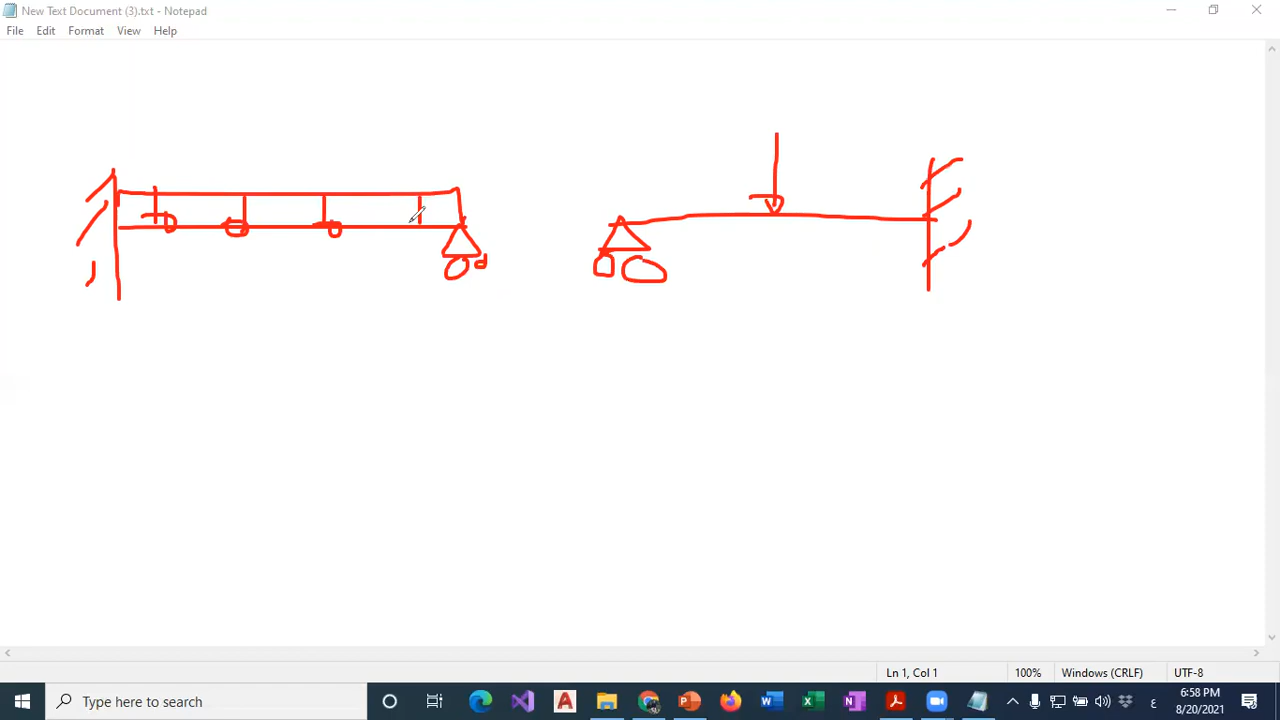 New Text Document (3).txt - Notepad
File Edit Format View Help
Ln 1, Col 1 100% Windows (CRLF) UTF-8
Type here to search
ع 6:58 PM
8/20/2021